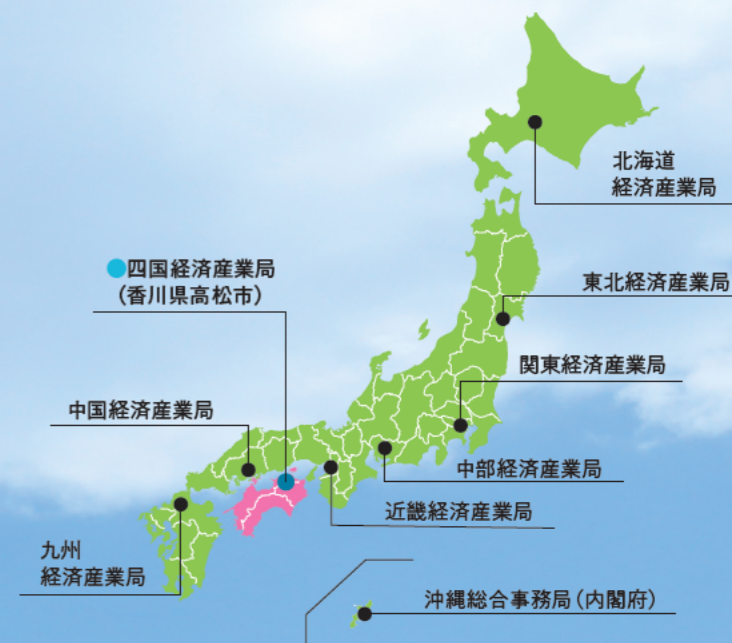 北海道
経済産業局
●四国経済産業局
（香川県高松市）
東北経済産業局
関東経済産業局
中国経済産業局
中部経済産業局
近畿経済産業局
九州
経済産業局
沖縄総合事務局（内閣府）